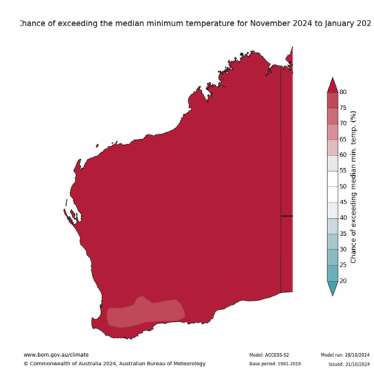 Chance of exceeding the median minimum temperature for November 2024 to January 202
80
75
70
65
60
55
50
45
40
35
30
25
20
Chance of exceeding median min. temp. (%)
www.bom.gov.au/climate
© Commonwealth of Australia 2024, Australian Bureau of Meteorology
Model: ACCESS-S2
Base period: 1981-2018
Model run: 28/10/2024
Issued: 31/10/2024